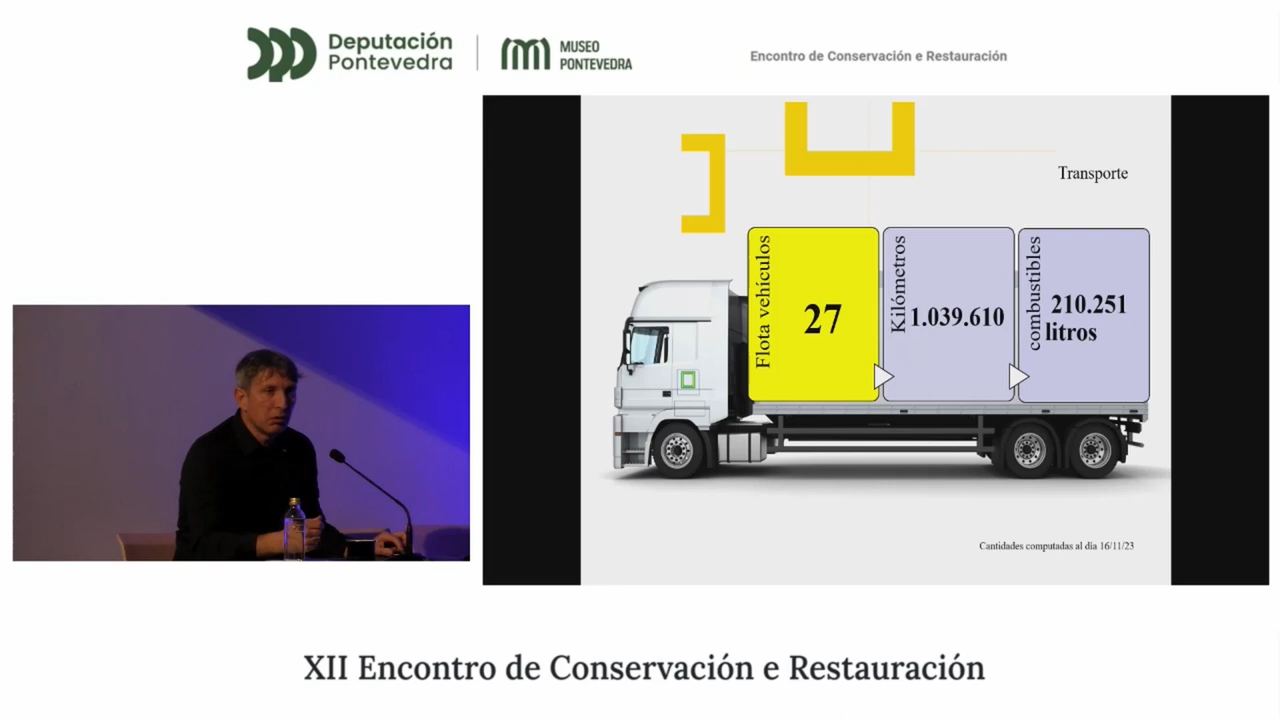 Deputación
Pontevedra
MUSEO
PONTEVEDRA
Encontro de Conservación e Restauración
Transporte
Flota vehículos
27
Kilómetros
1.039.610
combustibles
210.251
litros
Cantidades computadas al día 16/11/23
XII Encontro de Conservación e Restauración